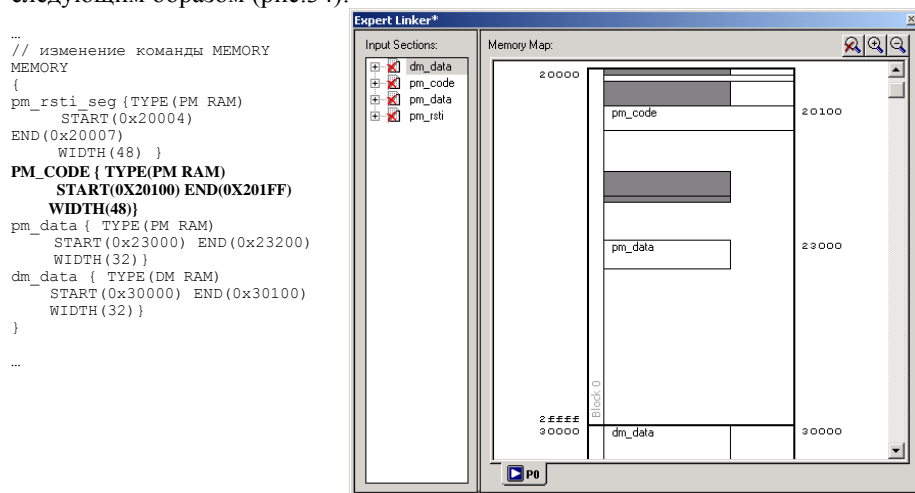 следующим образом (рис.34).
…
// изменение команды MEMORY
MEMORY
{
pm_rsti_seg {TYPE(PM RAM)
START(0x20004)
END(0x20007)
WIDTH(48) }
PM_CODE { TYPE(PM RAM)
START(0X20100) END(0X201FF)
WIDTH(48)}
pm_data { TYPE(PM RAM)
START(0x23000) END(0x23200)
WIDTH(32)}
dm_data { TYPE(DM RAM)
START(0x30000) END(0x30100)
WIDTH(32)}
}
…
Expert Linker*
Input Sections:
dm_data
pm_code
pm_data
pm_rsti
Memory Map:
20000
pm_code
20100
pm_data
23000
Block 0
2ffff
30000
dm_data
30000
P0